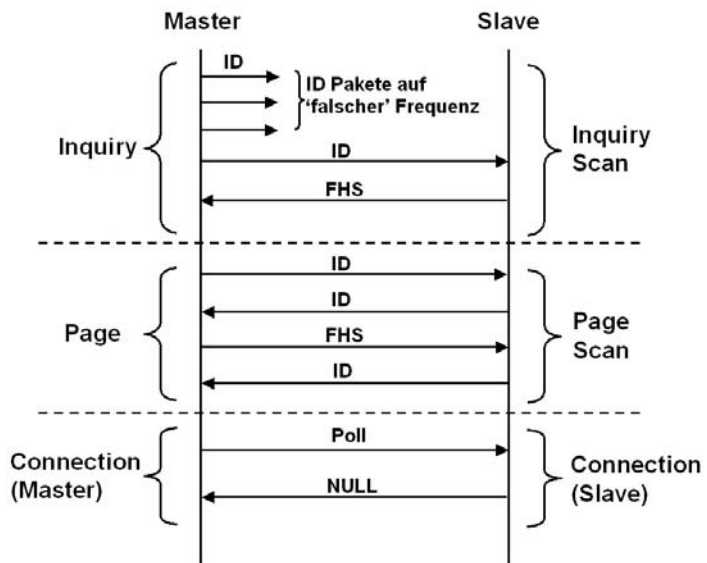 Master
Slave
ID
ID Pakete auf
‘falscher’ Frequenz
Inquiry
Inquiry
Scan
ID
FHS
ID
ID
Page
Page
Scan
FHS
ID
Poll
Connection
(Master)
Connection
(Slave)
NULL